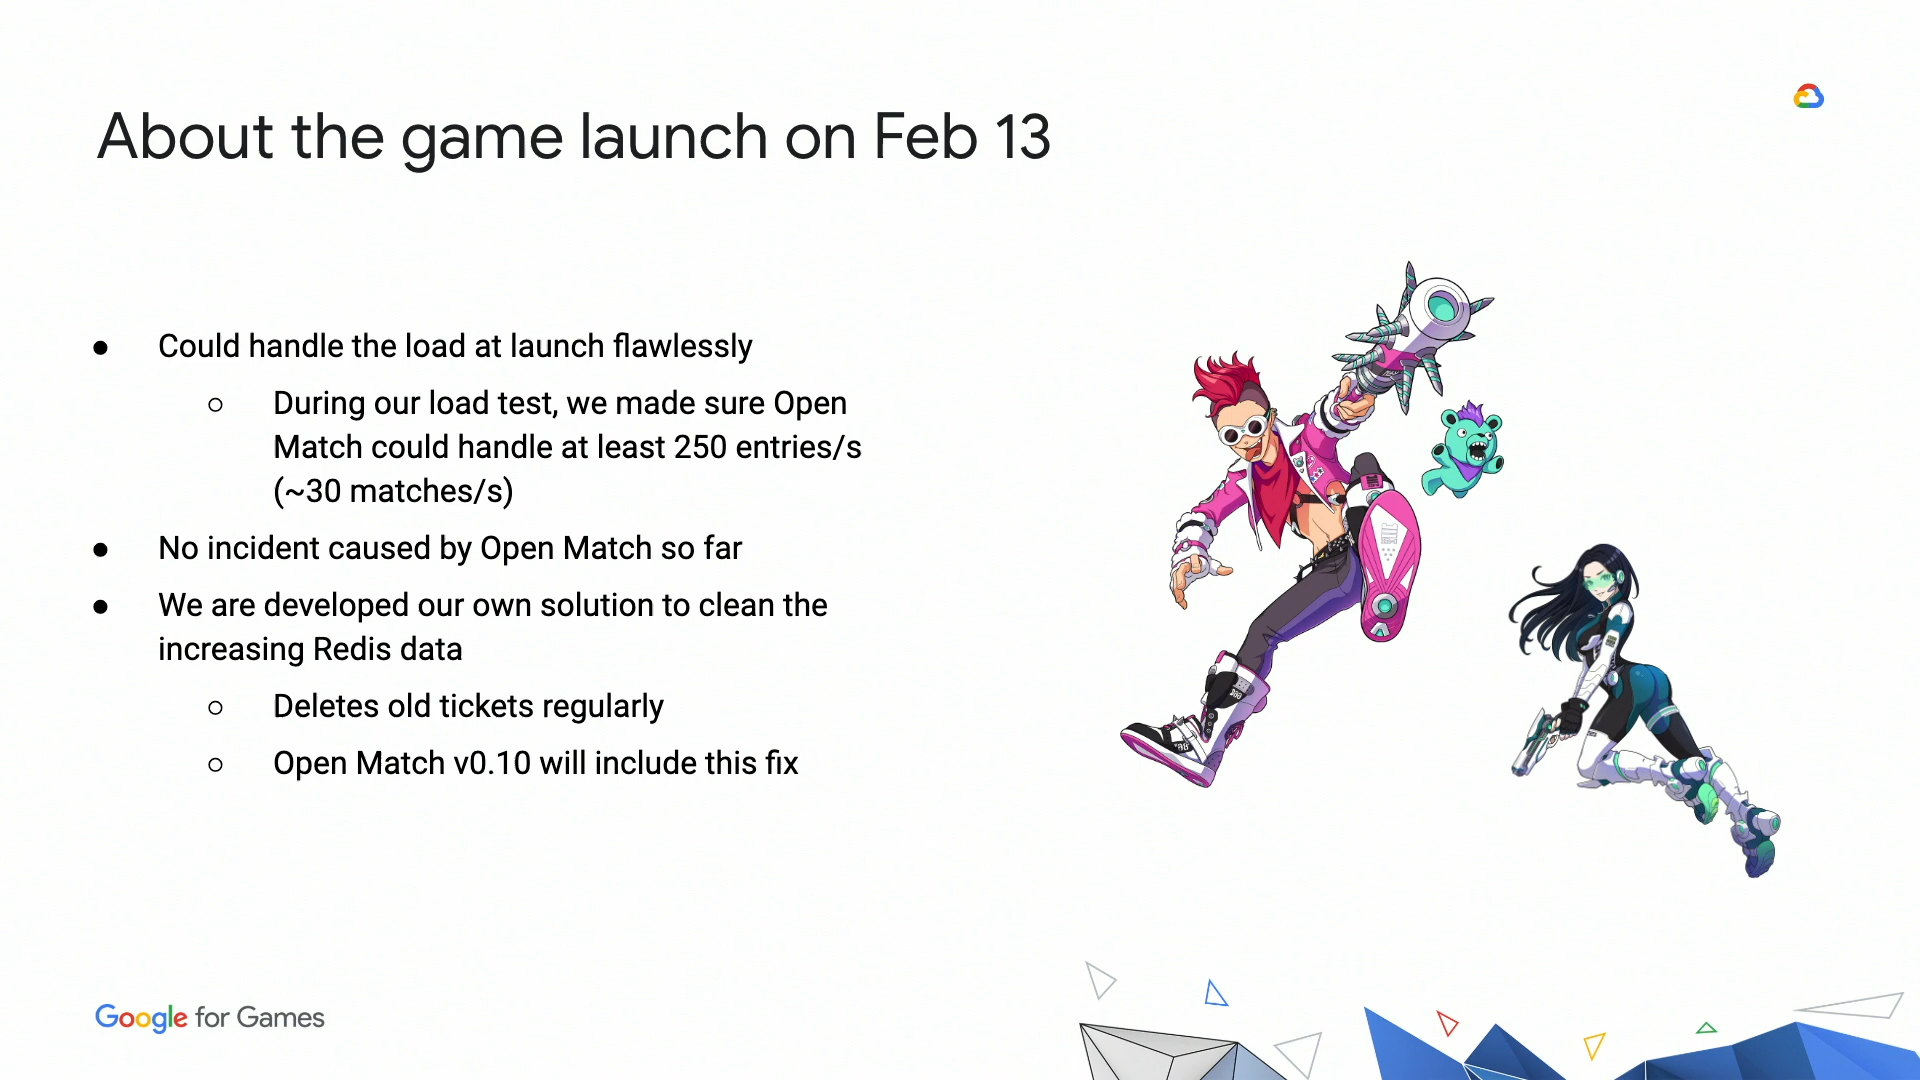 About the game launch on Feb 13
● Could handle the load at launch flawlessly
○ During our load test, we made sure Open
Match could handle at least 250 entries/s
(~30 matches/s)
● No incident caused by Open Match so far
● We are developed our own solution to clean the
increasing Redis data
○ Deletes old tickets regularly
○ Open Match v0.10 will include this fix
Google for Games